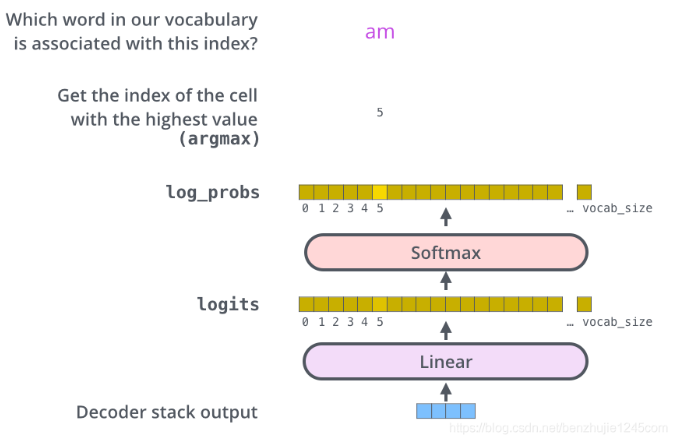 Which word in our vocabulary
is associated with this index?
am
Get the index of the cell
with the highest value
(argmax)
5
log_probs
0 1 2 3 4 5 … vocab_size
Softmax
logits
0 1 2 3 4 5 … vocab_size
Linear
Decoder stack output
https://blog.csdn.net/benzhujie1245com